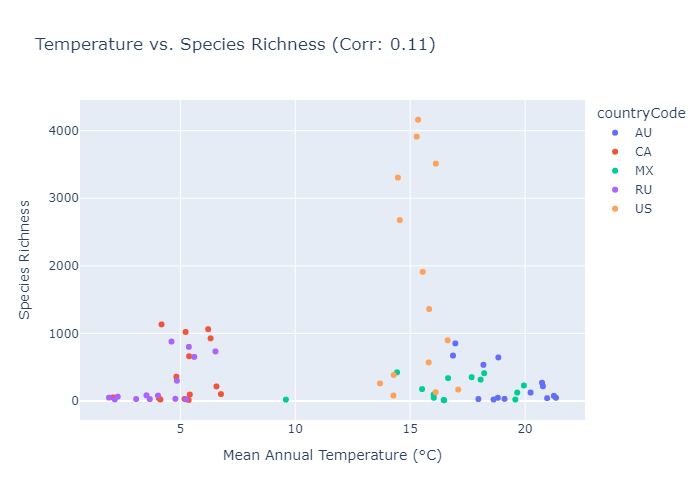 Temperature vs. Species Richness (Corr: 0.11)
countryCode
AU
CA
MX
RU
US
Species Richness
4000
3000
2000
1000
0
5 10 15 20
Mean Annual Temperature (°C)